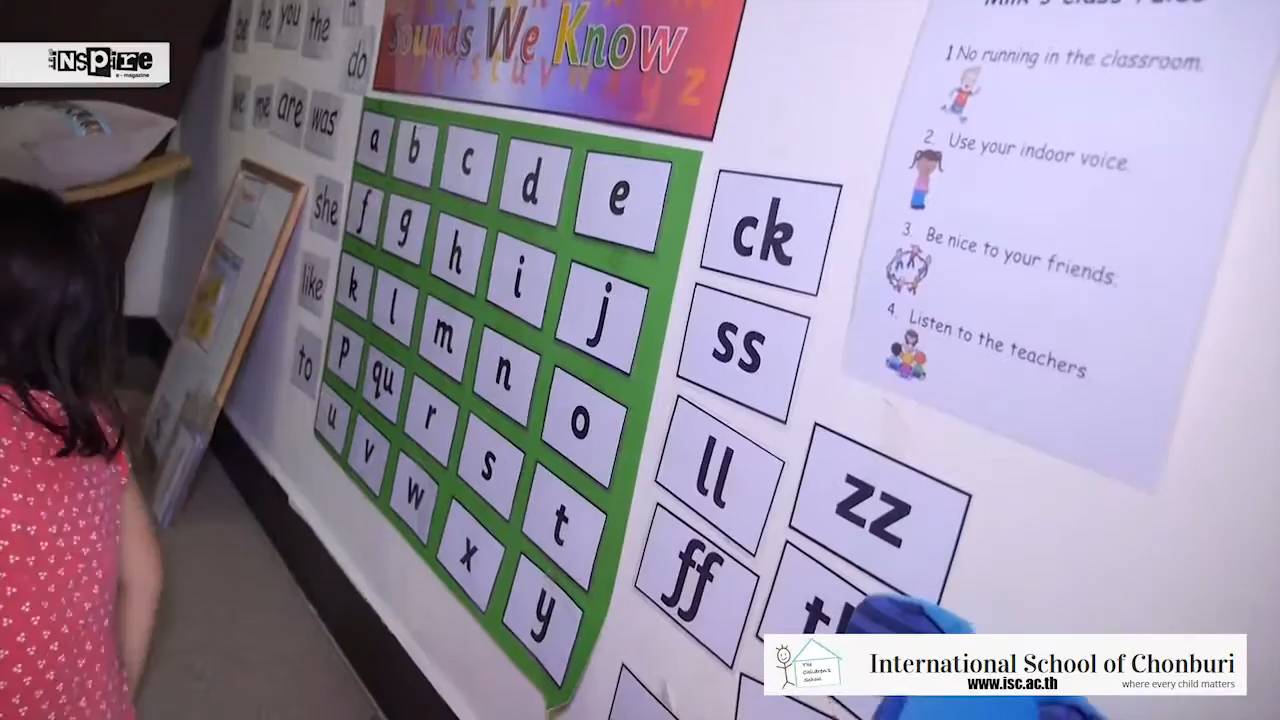 iNsPire
e - magazine
be he you the
do
we me are was
she
like
to
Sounds We Know
a b c d e
f g h i j
k l m n o
p qu r s t
u v w x y
ck
ss
ll
zz
ff
1 No running in the classroom.
2. Use your indoor voice.
3. Be nice to your friends.
4. Listen to the teachers
The
Children's
School
International School of Chonburi
www.isc.ac.th
where every child matters